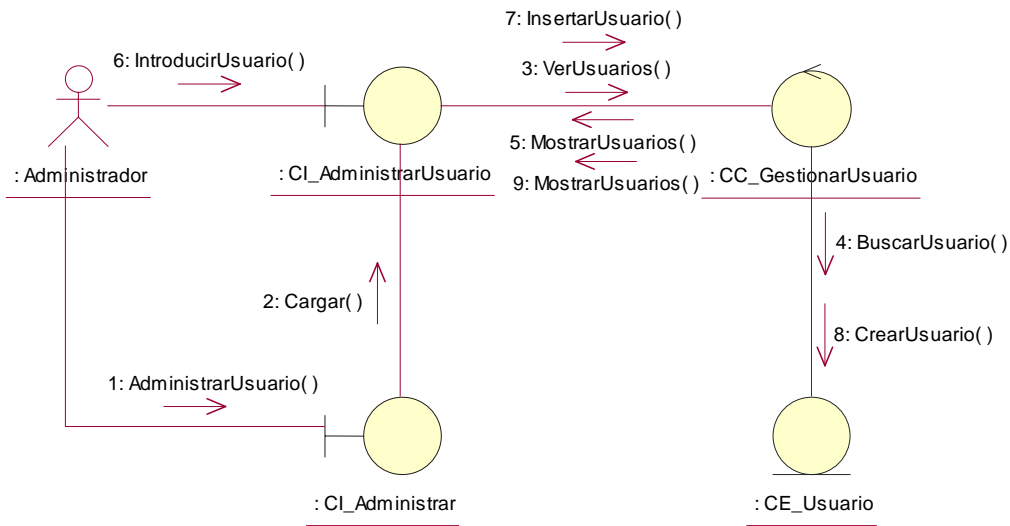 7: InsertarUsuario( )
6: IntroducirUsuario( )
3: VerUsuarios( )
5: MostrarUsuarios( )
: Administrador
: CI_AdministrarUsuario
9: MostrarUsuarios( )
: CC_GestionarUsuario
4: BuscarUsuario( )
2: Cargar( )
8: CrearUsuario( )
1: AdministrarUsuario( )
: CI_Administrar
: CE_Usuario